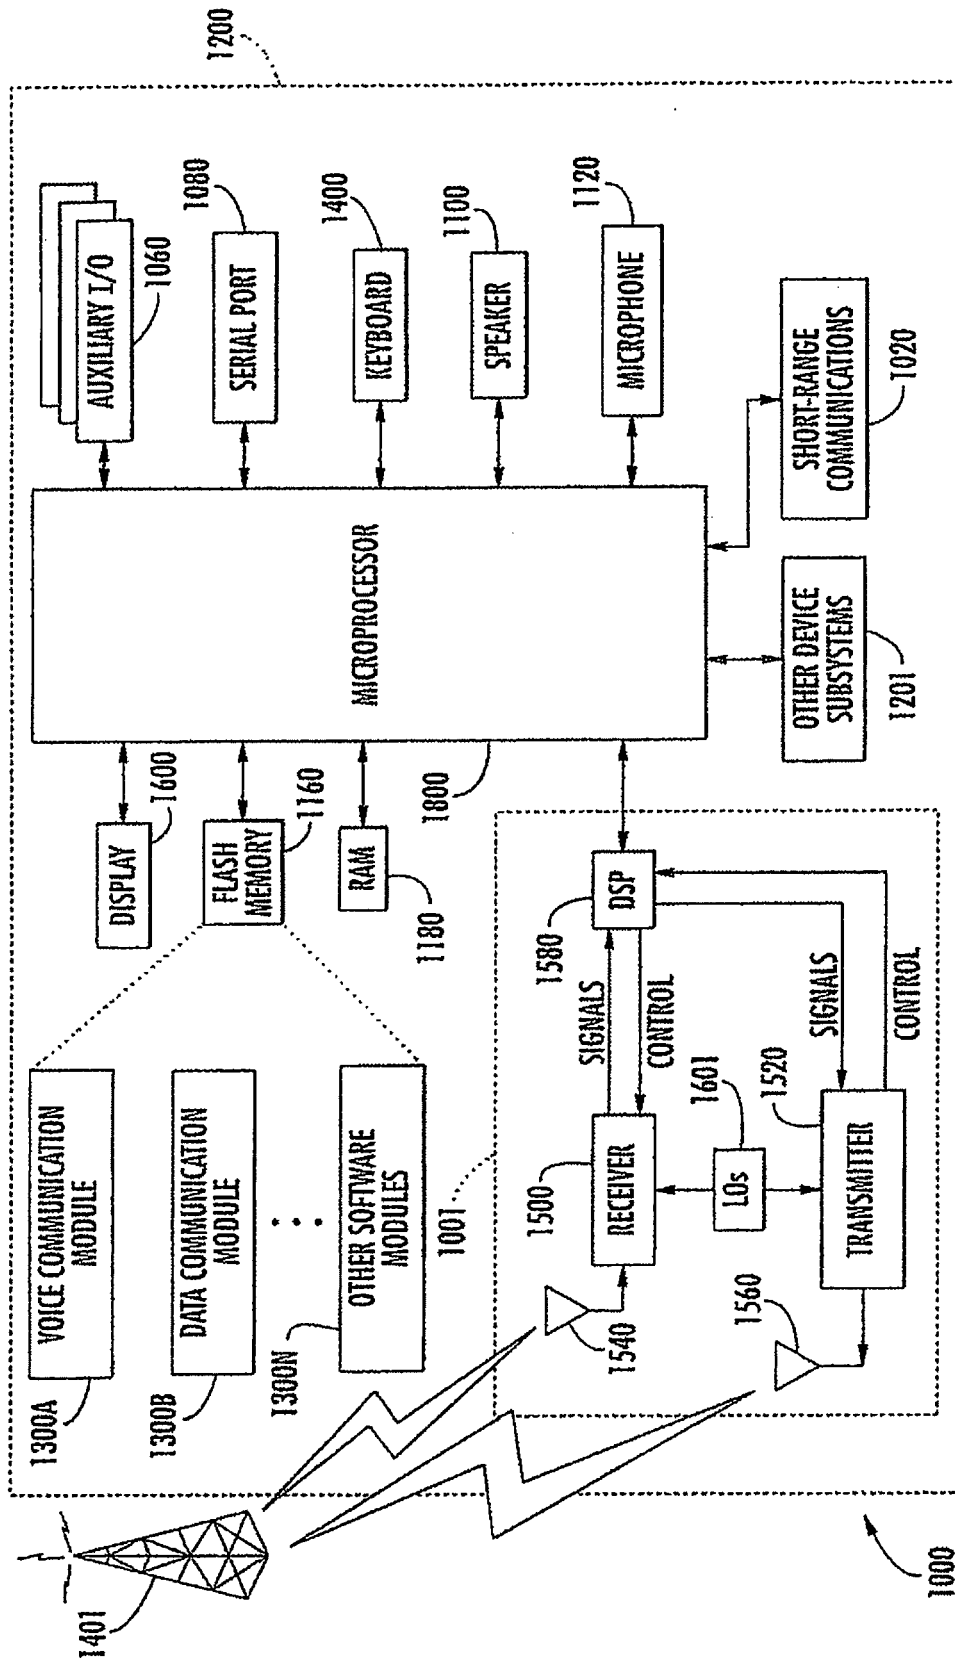 1401
1300A
VOICE COMMUNICATION
MODULE
1300B
DATA COMMUNICATION
MODULE
1300N
OTHER SOFTWARE
MODULES
DISPLAY
1600
FLASH
MEMORY
1160
RAM
1180
MICROPROCESSOR
1800
AUXILIARY I/O
1060
SERIAL PORT
1080
KEYBOARD
1400
SPEAKER
1100
MICROPHONE
1120
1200
1001
1540
RECEIVER
1500
SIGNALS
CONTROL
DSP
1580
LOs
1601
1560
TRANSMITTER
1520
SIGNALS
CONTROL
OTHER DEVICE
SUBSYSTEMS
1201
SHORT-RANGE
COMMUNICATIONS
1020
1000